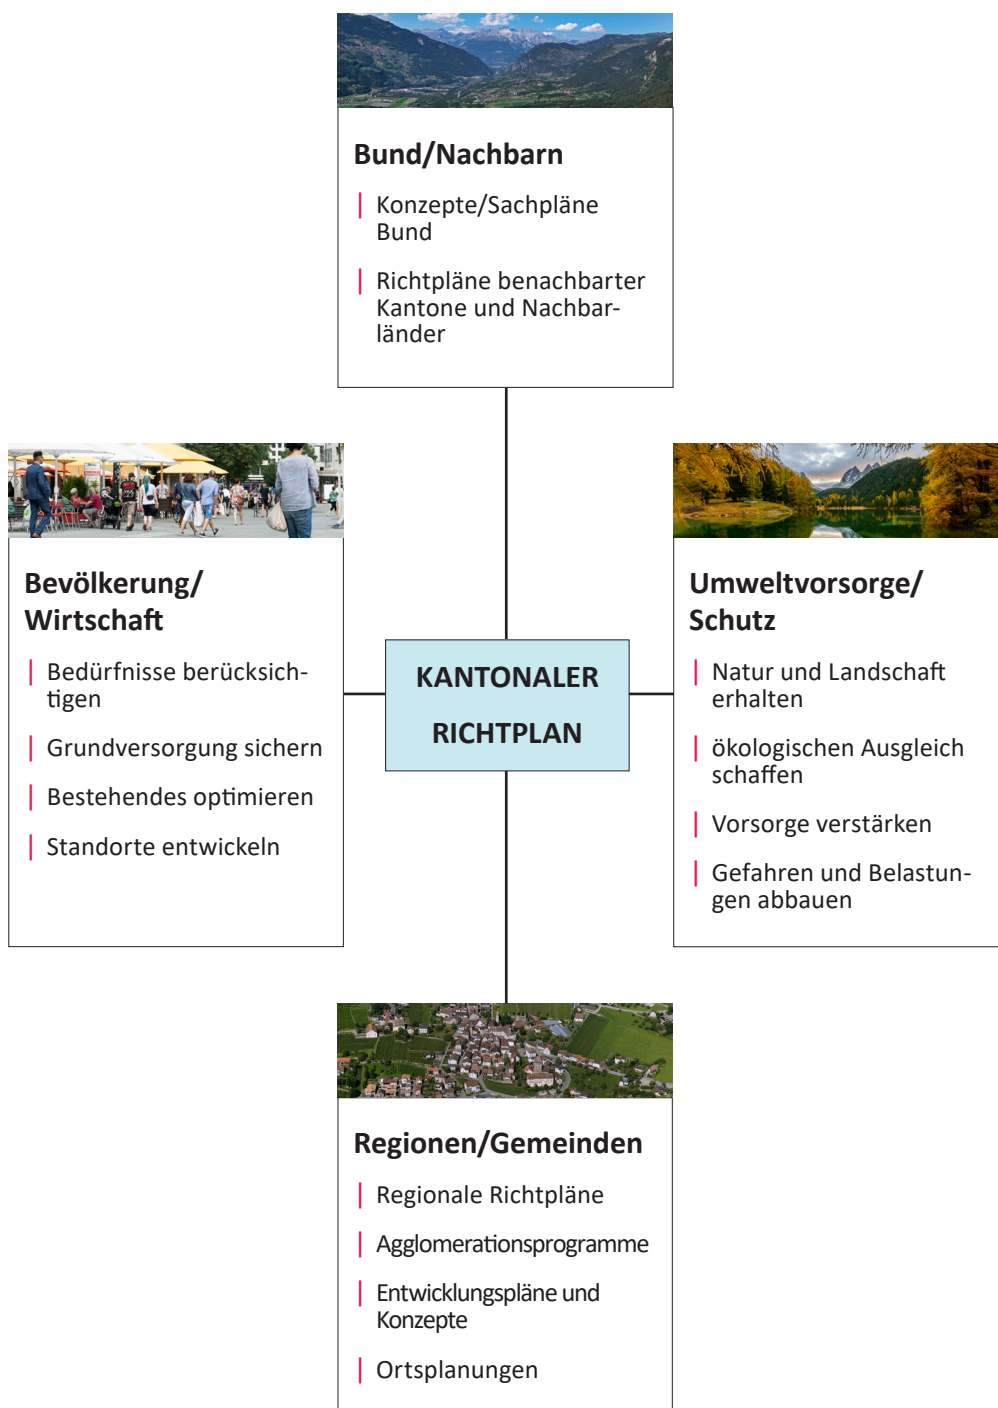 Bund/Nachbarn
Konzepte/Sachpläne
Bund
Richtpläne benachbarter
Kantone und Nachbar-
länder
Bevölkerung/
Wirtschaft
Bedürfnisse berücksich-
tigen
Grundversorgung sichern
Bestehendes optimieren
Standorte entwickeln
KANTONALER
RICHTPLAN
Umweltvorsorge/
Schutz
Natur und Landschaft
erhalten
ökologischen Ausgleich
schaffen
Vorsorge verstärken
Gefahren und Belastun-
gen abbauen
Regionen/Gemeinden
Regionale Richtpläne
Agglomerationsprogramme
Entwicklungspläne und
Konzepte
Ortsplanungen